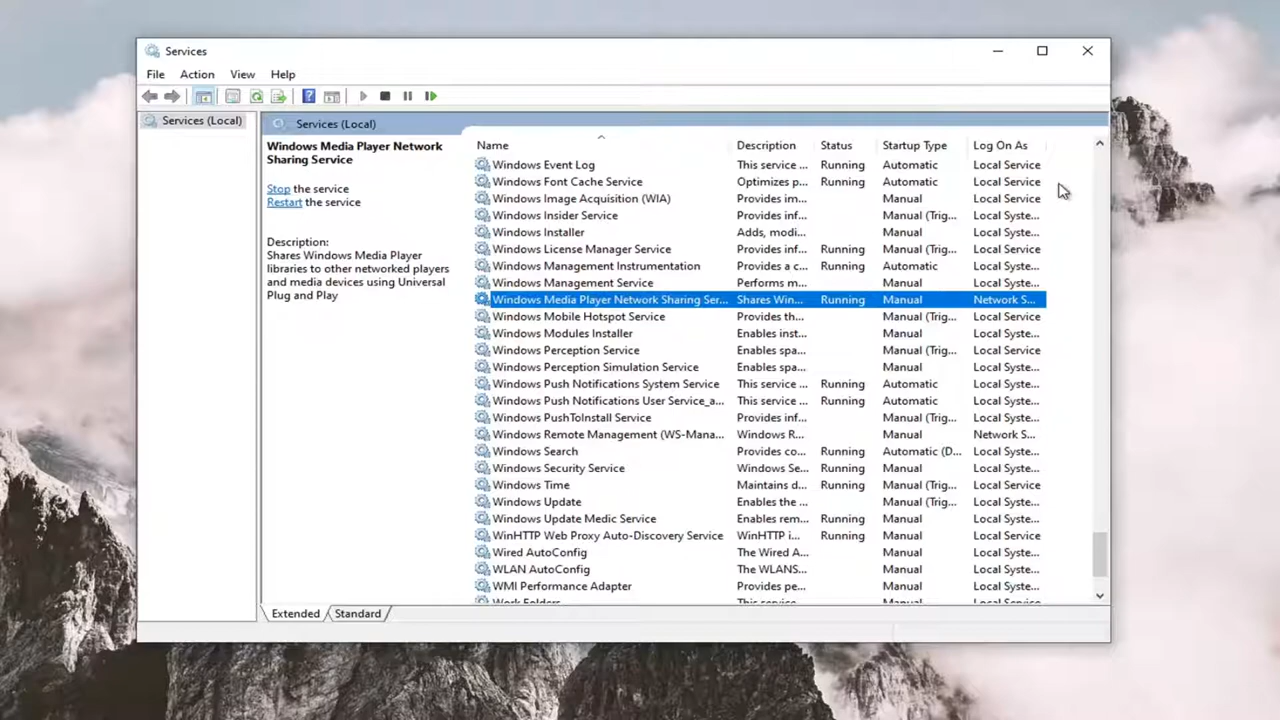 Services
File Action View Help
Services (Local)
Services (Local)
Windows Media Player Network
Sharing Service
Stop the service
Restart the service
Description:
Shares Windows Media Player
libraries to other networked players
and media devices using Universal
Plug and Play
Name Description Status Startup Type Log On As
Windows Event Log This service ... Running Automatic Local Service
Windows Font Cache Service Optimizes p... Running Automatic Local Service
Windows Image Acquisition (WIA) Provides im... Manual Local Service
Windows Insider Service Provides inf... Manual (Trig... Local Syste...
Windows Installer Adds, modi... Manual Local Syste...
Windows License Manager Service Provides inf... Running Manual (Trig... Local Service
Windows Management Instrumentation Provides a c... Running Automatic Local Syste...
Windows Management Service Performs m... Manual Local Syste...
Windows Media Player Network Sharing Ser... Shares Win... Running Manual Network S...
Windows Mobile Hotspot Service Provides th... Manual (Trig... Local Service
Windows Modules Installer Enables inst... Manual Local Syste...
Windows Perception Service Enables spa... Manual (Trig... Local Service
Windows Perception Simulation Service Enables spa... Manual Local Syste...
Windows Push Notifications System Service This service ... Running Automatic Local Syste...
Windows Push Notifications User Service_a... This service ... Running Automatic Local Syste...
Windows PushToInstall Service Provides inf... Manual (Trig... Local Syste...
Windows Remote Management (WS-Mana... Windows R... Manual Network S...
Windows Search Provides co... Running Automatic (D... Local Syste...
Windows Security Service Windows Se... Running Manual Local Syste...
Windows Time Maintains d... Running Manual (Trig... Local Service
Windows Update Enables the ... Manual (Trig... Local Syste...
Windows Update Medic Service Enables rem... Running Manual Local Syste...
WinHTTP Web Proxy Auto-Discovery Service WinHTTP i... Running Manual Local Service
Wired AutoConfig The Wired A... Manual Local Syste...
WLAN AutoConfig The WLANS... Manual Local Syste...
WMI Performance Adapter Provides pe... Manual Local Syste...
Work Folders This service Manual Local Service
Extended Standard